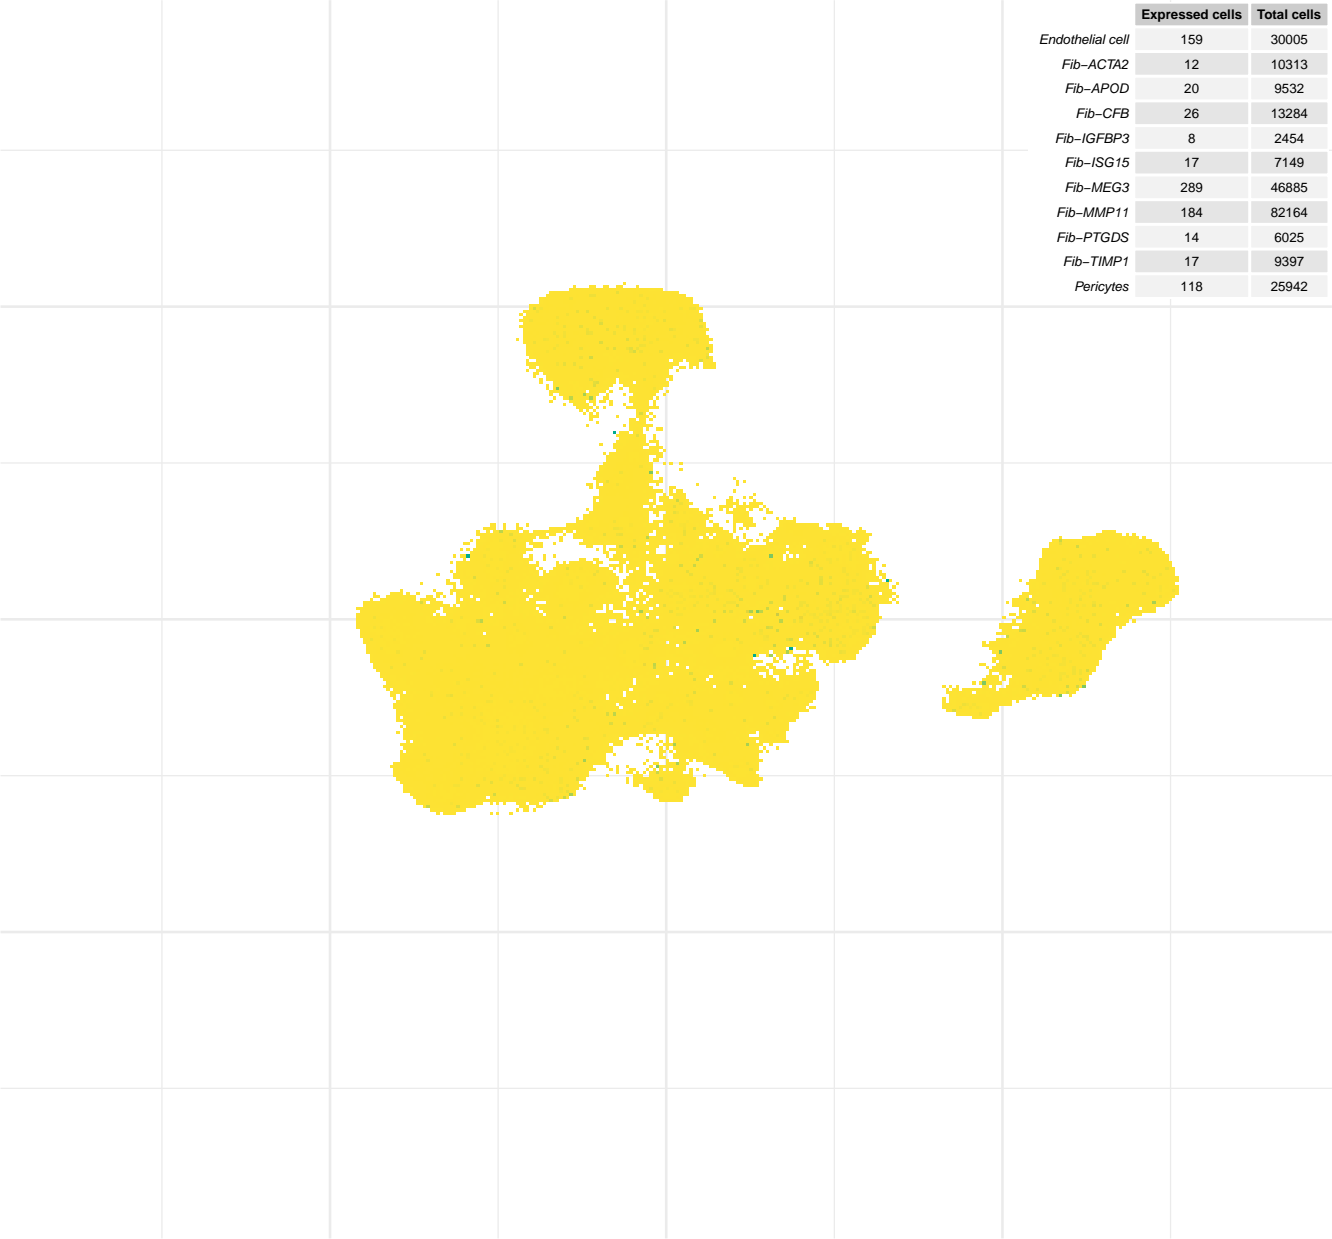 Expressed cells Total cells
Endothelial cell 159 30005
Fib−ACTA2 12 10313
Fib−APOD 20 9532
Fib−CFB 26 13284
Fib−IGFBP3 8 2454
Fib−ISG15 17 7149
Fib−MEG3 289 46885
Fib−MMP11 184 82164
Fib−PTGDS 14 6025
Fib−TIMP1 17 9397
Pericytes 118 25942